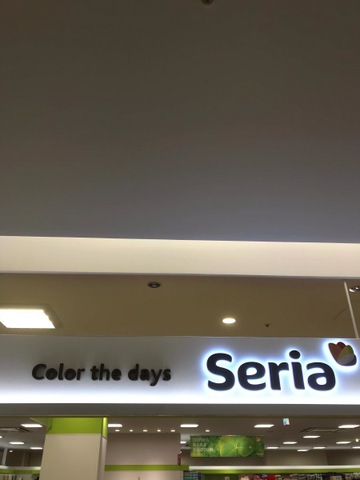 Color the days Seria